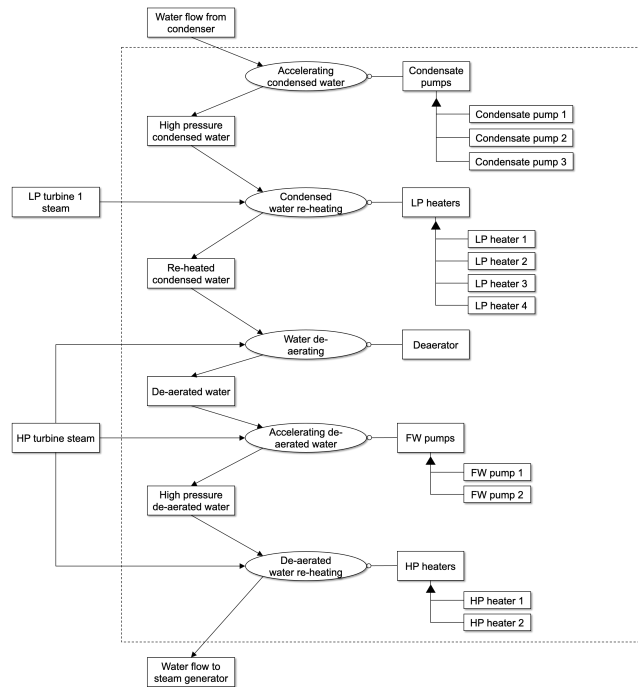 Water flow from
condenser
Accelerating
condensed water
Condensate
pumps
Condensate pump 1
High pressure
condensed water
Condensate pump 2
Condensate pump 3
LP turbine 1
steam
Condensed
water re-heating
LP heaters
LP heater 1
Re-heated
condensed water
LP heater 2
LP heater 3
LP heater 4
Water de-
aerating
Deaerator
De-aerated water
HP turbine steam
Accelerating de-
aerated water
FW pumps
FW pump 1
High pressure
de-aerated water
FW pump 2
De-aerated
water re-heating
HP heaters
HP heater 1
HP heater 2
Water flow to
steam generator